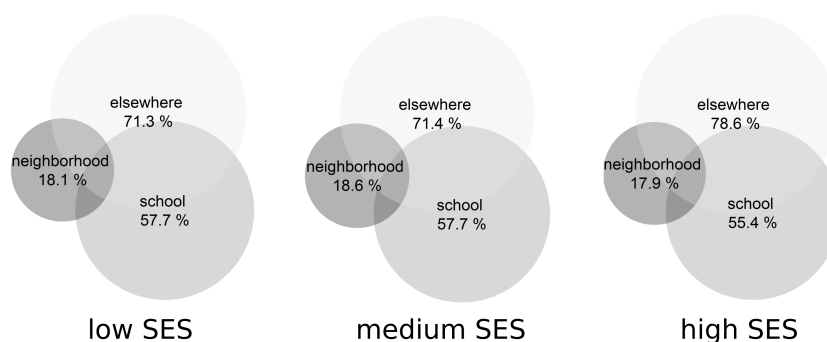 elsewhere
71.3 %
neighborhood
18.1 %
school
57.7 %
low SES
elsewhere
71.4 %
neighborhood
18.6 %
school
57.7 %
medium SES
elsewhere
78.6 %
neighborhood
17.9 %
school
55.4 %
high SES